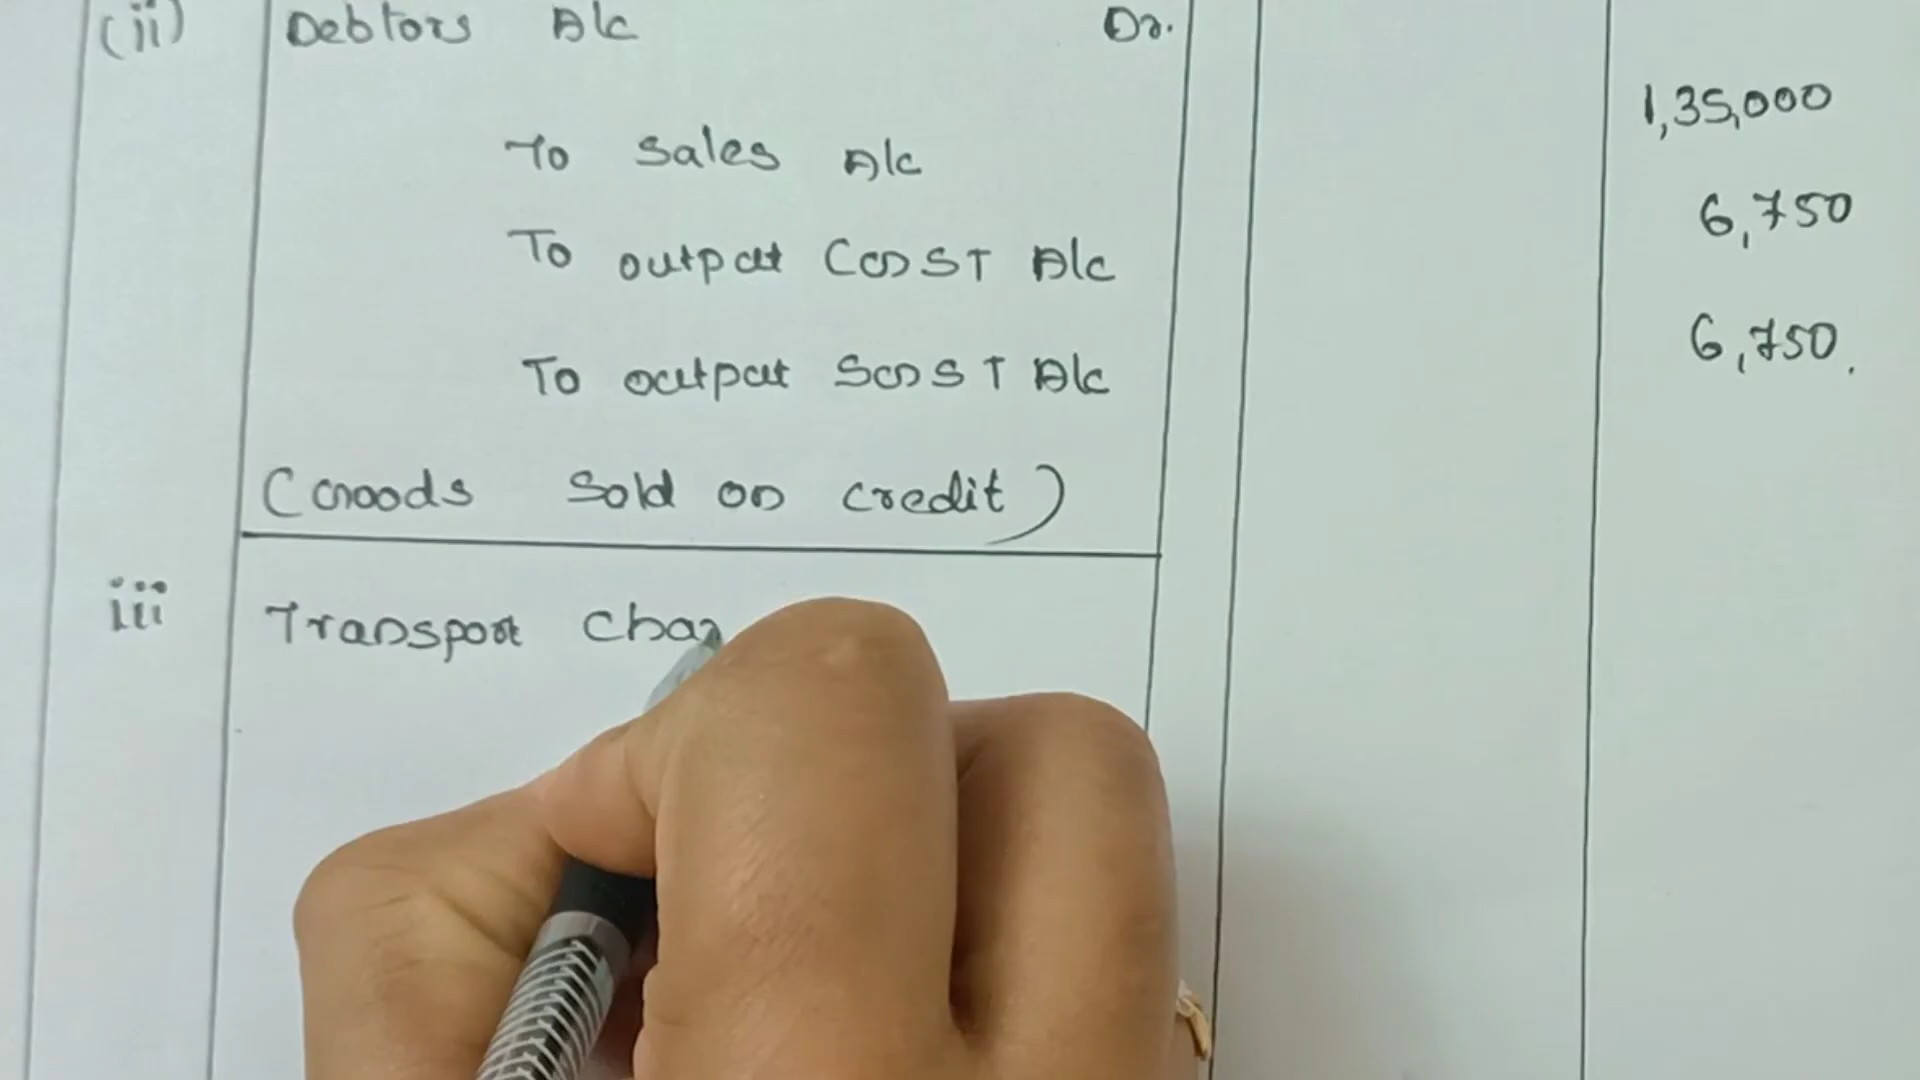 (ii) Debtors A/c Dr.
1,35,000
To Sales A/c
6,750
To output CGST A/c
6,750.
To output SGST A/c
(Goods Sold on credit)
iii Transport Char